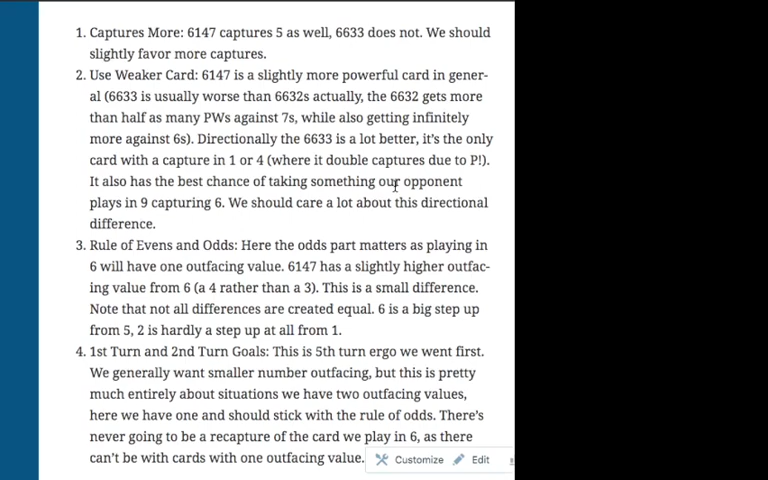 1. Captures More: 6147 captures 5 as well, 6633 does not. We should
slightly favor more captures.
2. Use Weaker Card: 6147 is a slightly more powerful card in gener-
al (6633 is usually worse than 6632s actually, the 6632 gets more
than half as many PWs against 7s, while also getting infinitely
more against 6s). Directionally the 6633 is a lot better, it's the only
card with a capture in 1 or 4 (where it double captures due to P!).
It also has the best chance of taking something our opponent
plays in 9 capturing 6. We should care a lot about this directional
difference.
3. Rule of Evens and Odds: Here the odds part matters as playing in
6 will have one outfacing value. 6147 has a slightly higher outfac-
ing value from 6 (a 4 rather than a 3). This is a small difference.
Note that not all differences are created equal. 6 is a big step up
from 5, 2 is hardly a step up at all from 1.
4. 1st Turn and 2nd Turn Goals: This is 5th turn ergo we went first.
We generally want smaller number outfacing, but this is pretty
much entirely about situations we have two outfacing values,
here we have one and should stick with the rule of odds. There's
never going to be a recapture of the card we play in 6, as there
can't be with cards with one outfacing value.
Customize Edit